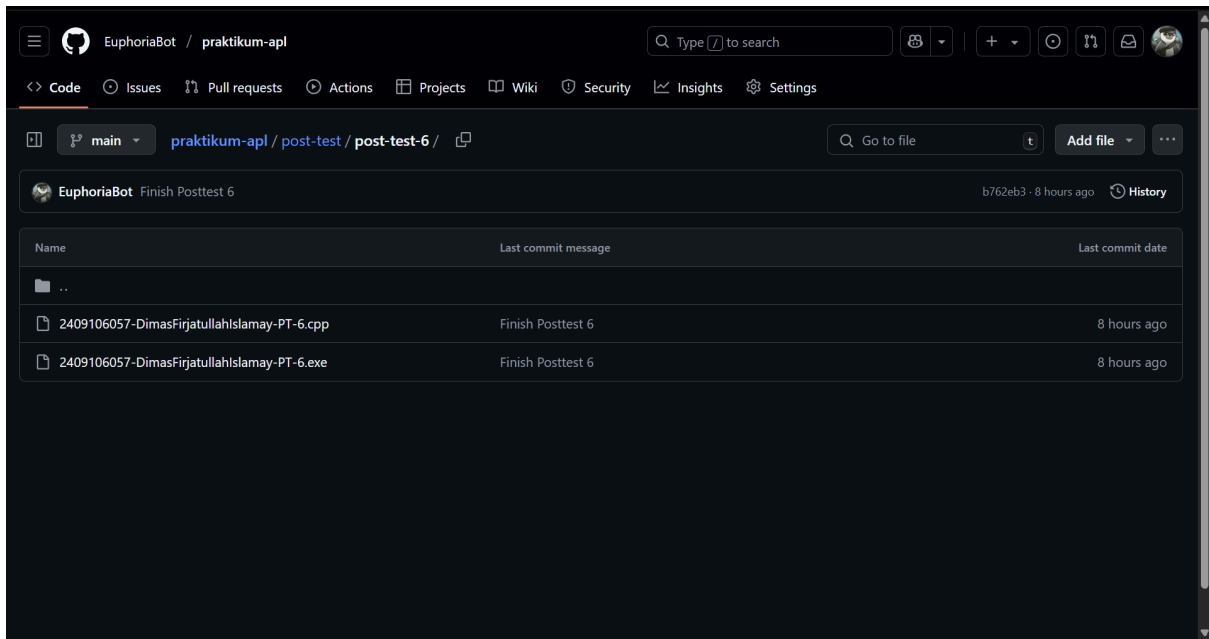 EuphoriaBot / praktikum-apl
Type / to search
Code Issues Pull requests Actions Projects Wiki Security Insights Settings
main praktikum-apl / post-test / post-test-6 / Go to file t Add file
EuphoriaBot Finish Posttest 6 b762eb3 · 8 hours ago History
Name Last commit message Last commit date
..
2409106057-DimasFirjatullahIslamay-PT-6.cpp Finish Posttest 6 8 hours ago
2409106057-DimasFirjatullahIslamay-PT-6.exe Finish Posttest 6 8 hours ago